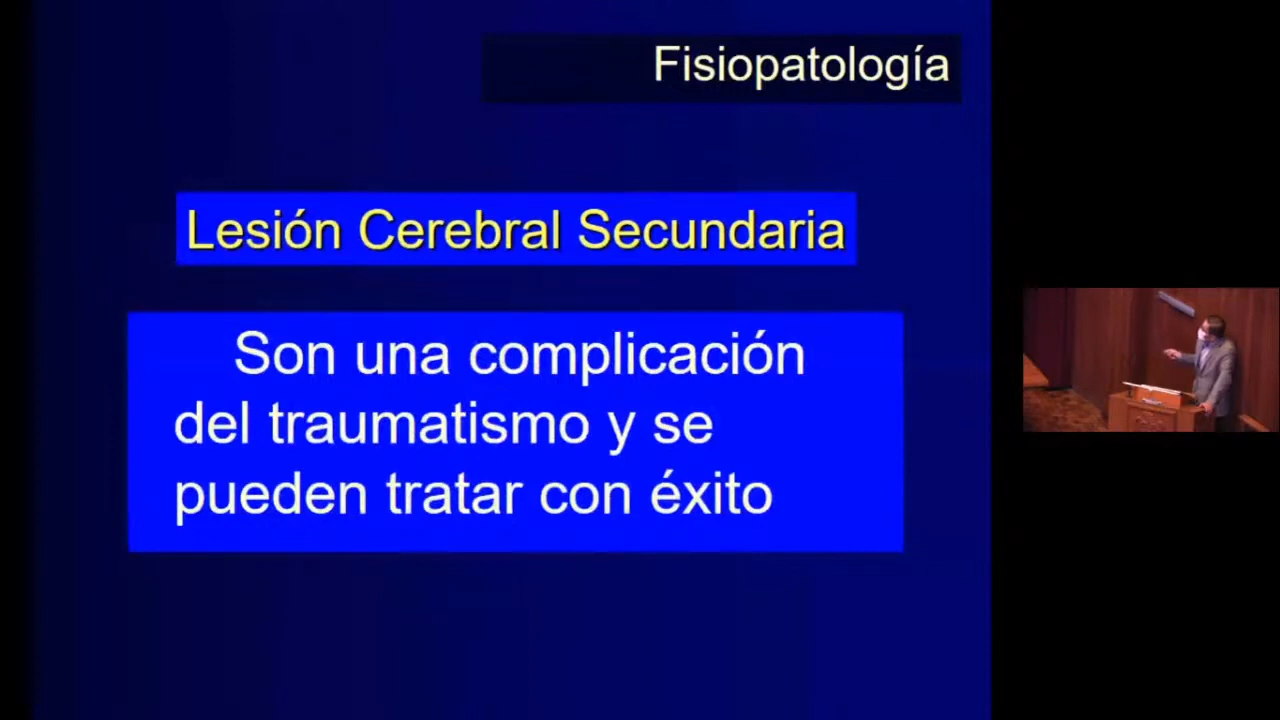 Fisiopatología
Lesión Cerebral Secundaria
Son una complicación
del traumatismo y se
pueden tratar con éxito